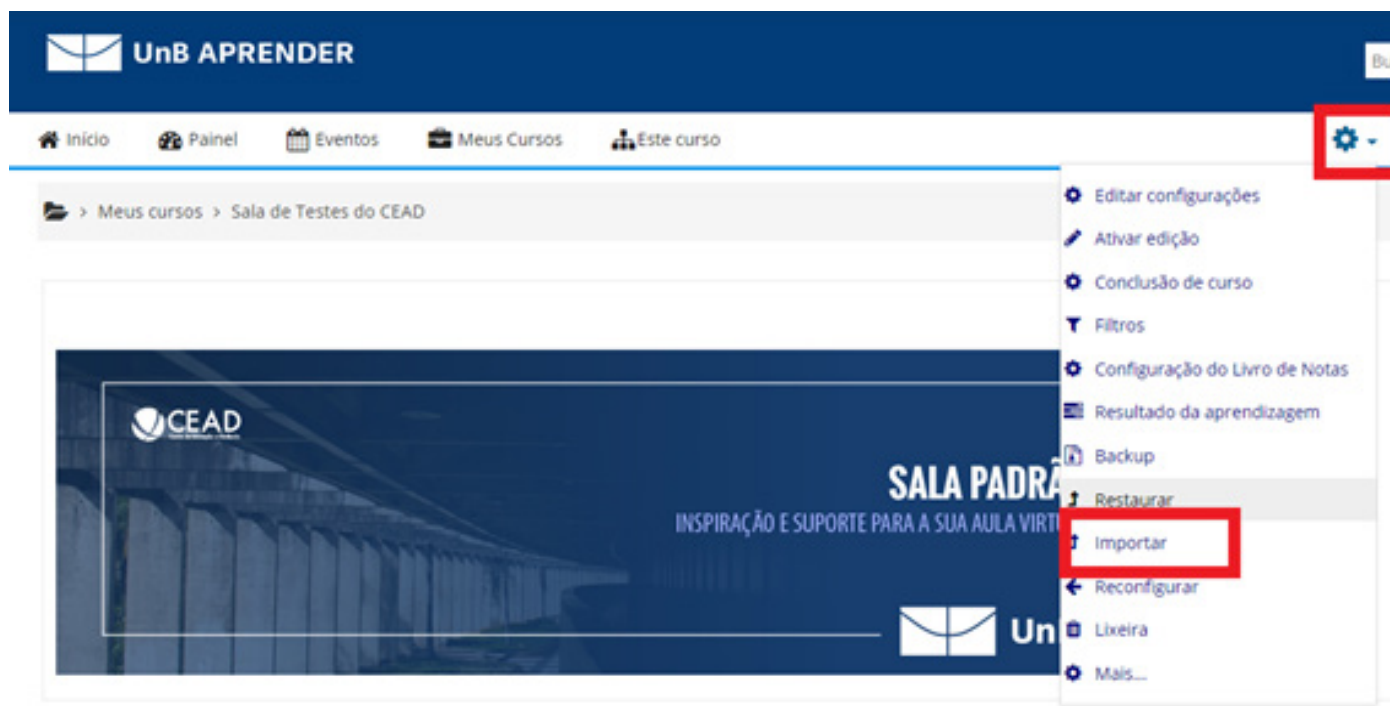 UnB APRENDER
Bu
Início Painel Eventos Meus Cursos Este curso
> Meus cursos > Sala de Testes do CEAD
Editar configurações
Ativar edição
Conclusão de curso
Filtros
Configuração do Livro de Notas
Resultado da aprendizagem
Backup
Restaurar
Importar
Reconfigurar
Lixeira
Mais...
CEAD
SALA PADRÃ
INSPIRAÇÃO E SUPORTE PARA A SUA AULA VIRT
Un